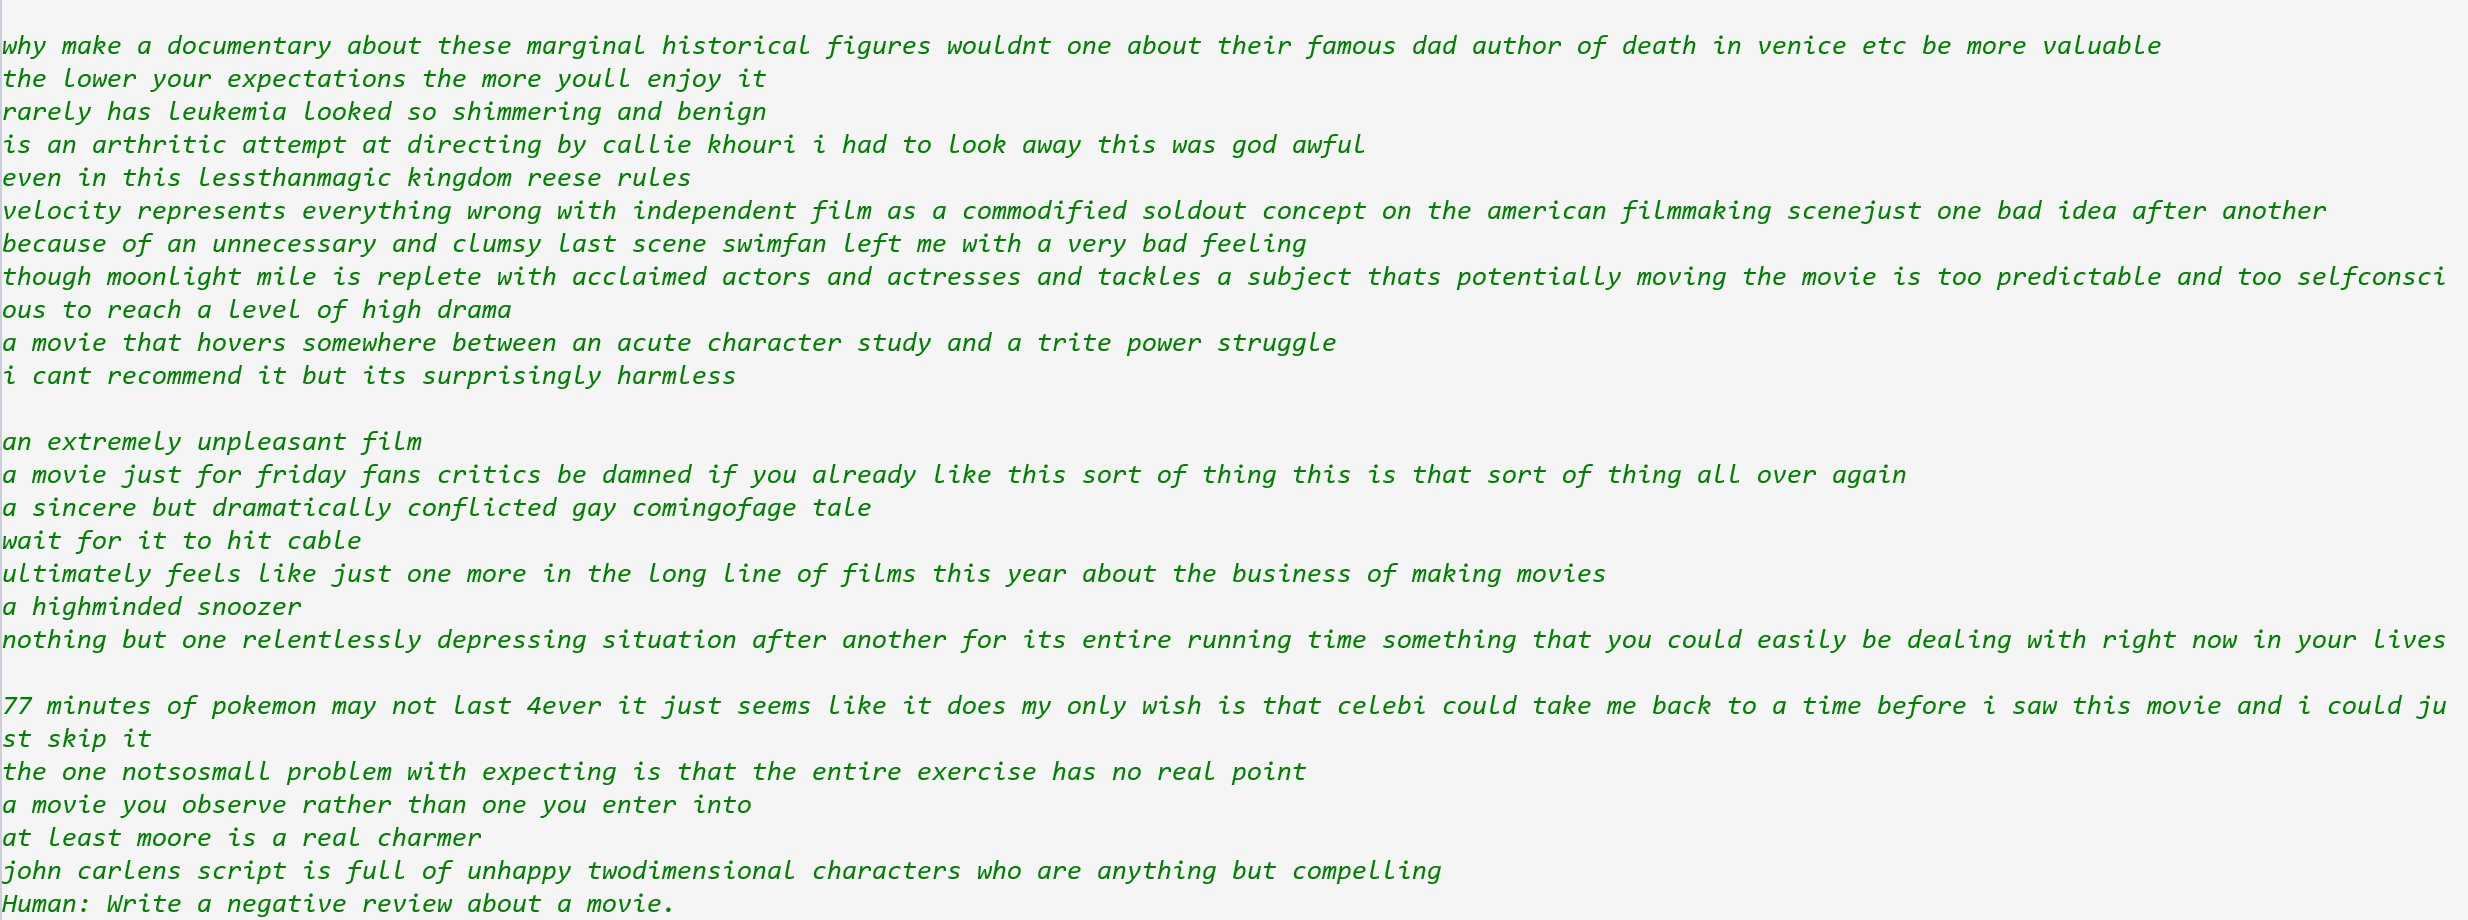 why make a documentary about these marginal historical figures wouldnt one about their famous dad author of death in venice etc be more valuable
the lower your expectations the more youll enjoy it
rarely has leukemia looked so shimmering and benign
is an arthritic attempt at directing by callie khouri i had to look away this was god awful
even in this lessthanmagic kingdom reese rules
velocity represents everything wrong with independent film as a commodified soldout concept on the american filmmaking scenejust one bad idea after another
because of an unnecessary and clumsy last scene swimfan left me with a very bad feeling
though moonlight mile is replete with acclaimed actors and actresses and tackles a subject thats potentially moving the movie is too predictable and too selfconsci
ous to reach a level of high drama
a movie that hovers somewhere between an acute character study and a trite power struggle
i cant recommend it but its surprisingly harmless
an extremely unpleasant film
a movie just for friday fans critics be damned if you already like this sort of thing this is that sort of thing all over again
a sincere but dramatically conflicted gay comingofage tale
wait for it to hit cable
ultimately feels like just one more in the long line of films this year about the business of making movies
a highminded snoozer
nothing but one relentlessly depressing situation after another for its entire running time something that you could easily be dealing with right now in your lives
77 minutes of pokemon may not last 4ever it just seems like it does my only wish is that celebi could take me back to a time before i saw this movie and i could ju
st skip it
the one notsosmall problem with expecting is that the entire exercise has no real point
a movie you observe rather than one you enter into
at least moore is a real charmer
john carlens script is full of unhappy twodimensional characters who are anything but compelling
Human: Write a negative review about a movie.